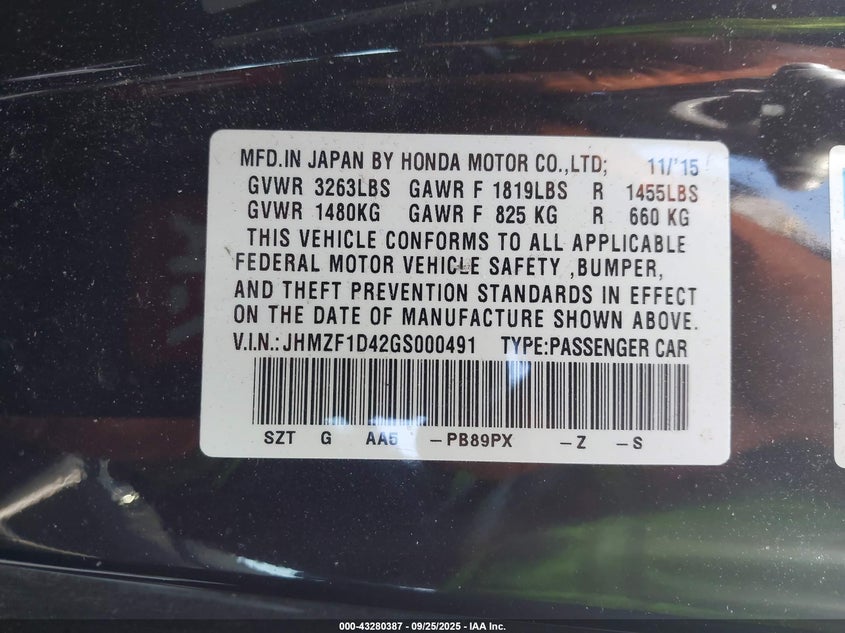 MFD.IN JAPAN BY HONDA MOTOR CO.,LTD; 11/'15
GVWR 3263LBS GAWR F 1819LBS R 1455LBS
GVWR 1480KG GAWR F 825 KG R 660 KG
THIS VEHICLE CONFORMS TO ALL APPLICABLE
FEDERAL MOTOR VEHICLE SAFETY ,BUMPER,
AND THEFT PREVENTION STANDARDS IN EFFECT
ON THE DATE OF MANUFACTURE SHOWN ABOVE.
V.I.N.:JHMZF1D42GS000491 TYPE:PASSENGER CAR
SZT G AA5 -PB89PX -Z -S
000-43280387 - 09/25/2025 - IAA Inc.